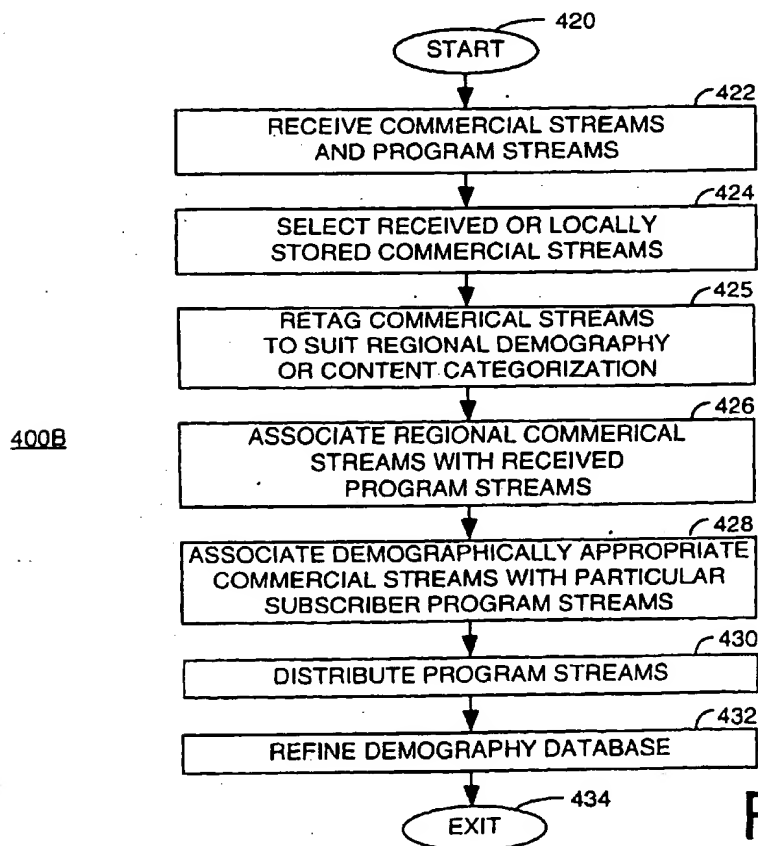 420
START
422
RECEIVE COMMERCIAL STREAMS
AND PROGRAM STREAMS
424
SELECT RECEIVED OR LOCALLY
STORED COMMERCIAL STREAMS
425
RETAG COMMERICAL STREAMS
TO SUIT REGIONAL DEMOGRAPHY
OR CONTENT CATEGORIZATION
426
400B
ASSOCIATE REGIONAL COMMERICAL
STREAMS WITH RECEIVED
PROGRAM STREAMS
428
ASSOCIATE DEMOGRAPHICALLY APPROPRIATE
COMMERCIAL STREAMS WITH PARTICULAR
SUBSCRIBER PROGRAM STREAMS
430
DISTRIBUTE PROGRAM STREAMS
432
REFINE DEMOGRAPHY DATABASE
434
EXIT